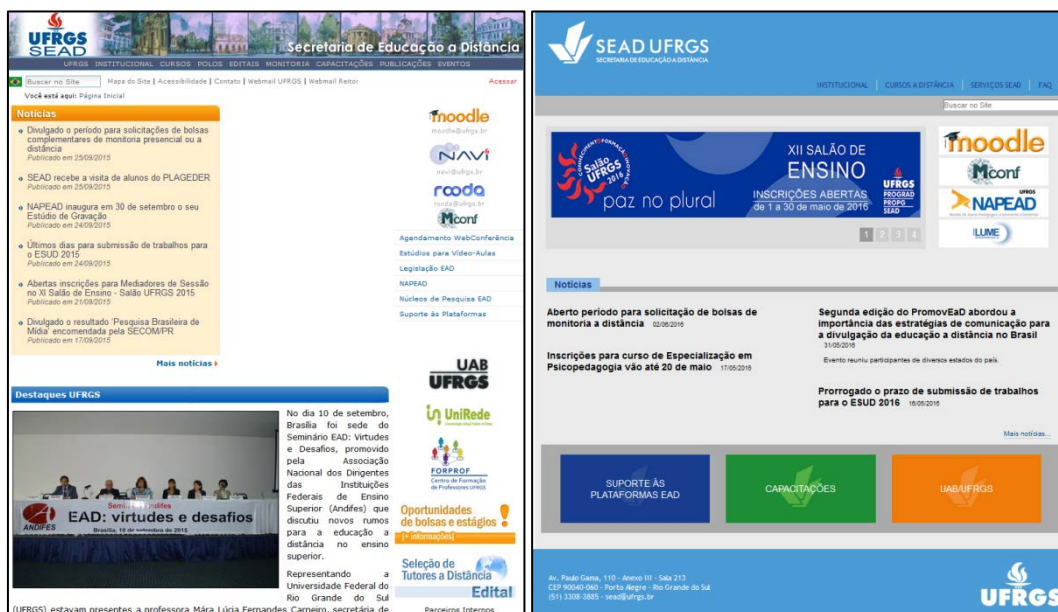 UFRGS
SEAD
Secretaria de Educação a Distância
UFRGS INSTITUCIONAL CURSOS POLOS EDITAIS MONITORIA CAPACITAÇÕES PUBLICAÇÕES EVENTOS
Buscar no Site
Mapa do Site | Acessibilidade | Contato | Webmail UFRGS | Webmail Reitor
Acessar
Você está aqui: Página Inicial
Notícias
Divulgado o período para solicitações de bolsas
complementares de monitoria presencial ou a
distância
Publicado em 25/09/2015
SEAD recebe a visita de alunos do PLAGEDER
Publicado em 25/09/2015
NAPEAD inaugura em 30 de setembro o seu
Estúdio de Gravação
Publicado em 24/09/2015
Últimos dias para submissão de trabalhos para
o ESUD 2015
Publicado em 24/09/2015
Abertas inscrições para Mediadores de Sessão
no XI Salão de Ensino - Salão UFRGS 2015
Publicado em 21/09/2015
Divulgado o resultado 'Pesquisa Brasileira de
Mídia' encomendada pela SECOM/PR
Publicado em 17/09/2015
Mais notícias
moodle
moodle@ufrgs.br
NAVi
navi@ufrgs.br
rooda
rooda@ufrgs.br
Mconf
Agendamento WebConferência
Estúdios para Vídeo-Aulas
Legislação EAD
NAPEAD
Núcleos de Pesquisa EAD
Suporte às Plataformas
UAB
UFRGS
UniRede
FORPROF
Centro de Formação
de Professores UFRGS
Oportunidades
de bolsas e estágios
[+ informações]
Seleção de
Tutores a Distância
Edital
Parceiros Internos
Destaques UFRGS
Seminário Andifes
ANDIFES
EAD: virtudes e desafios
Brasília, 10 de setembro de 2015
No dia 10 de setembro,
Brasília foi sede do
Seminário EAD: Virtudes
e Desafios, promovido
pela Associação
Nacional dos Dirigentes
das Instituições
Federais de Ensino
Superior (Andifes) que
discutiu novos rumos
para a educação a
distância no ensino
superior.
Representando a
Universidade Federal do
Rio Grande do Sul
(UFRGS) estavam presentes a professora Mára Lúcia Fernandes Carneiro, secretária de
SEAD UFRGS
SECRETARIA DE EDUCAÇÃO A DISTÂNCIA
INSTITUCIONAL | CURSOS A DISTÂNCIA | SERVIÇOS SEAD | FAQ
Buscar no Site
CONHECIMENTO FORMAÇÃO INOVAÇÃO
Salão
UFRGS
2016
paz no plural
XII SALÃO DE
ENSINO
INSCRIÇÕES ABERTAS
de 1 a 30 de maio de 2016
UFRGS
PROGRAD
PROPG
SEAD
1 2 3 4
moodle
Mconf
UFRGS
NAPEAD
LUME
Notícias
Aberto período para solicitação de bolsas de
monitoria a distância 02/06/2016
Inscrições para curso de Especialização em
Psicopedagogia vão até 20 de maio 17/05/2016
Segunda edição do PromovEaD abordou a
importância das estratégias de comunicação para
a divulgação da educação a distância no Brasil
31/05/2016
Evento reuniu participantes de diversos estados do país.
Prorrogado o prazo de submissão de trabalhos
para o ESUD 2016 16/05/2016
Mais notícias...
SUPORTE ÀS
PLATAFORMAS EAD
CAPACITAÇÕES
UAB/UFRGS
Av. Paulo Gama, 110 - Anexo III - Sala 213
CEP 90040-060 - Porto Alegre - Rio Grande do Sul
(51) 3308-3885 - sead@ufrgs.br
UFRGS